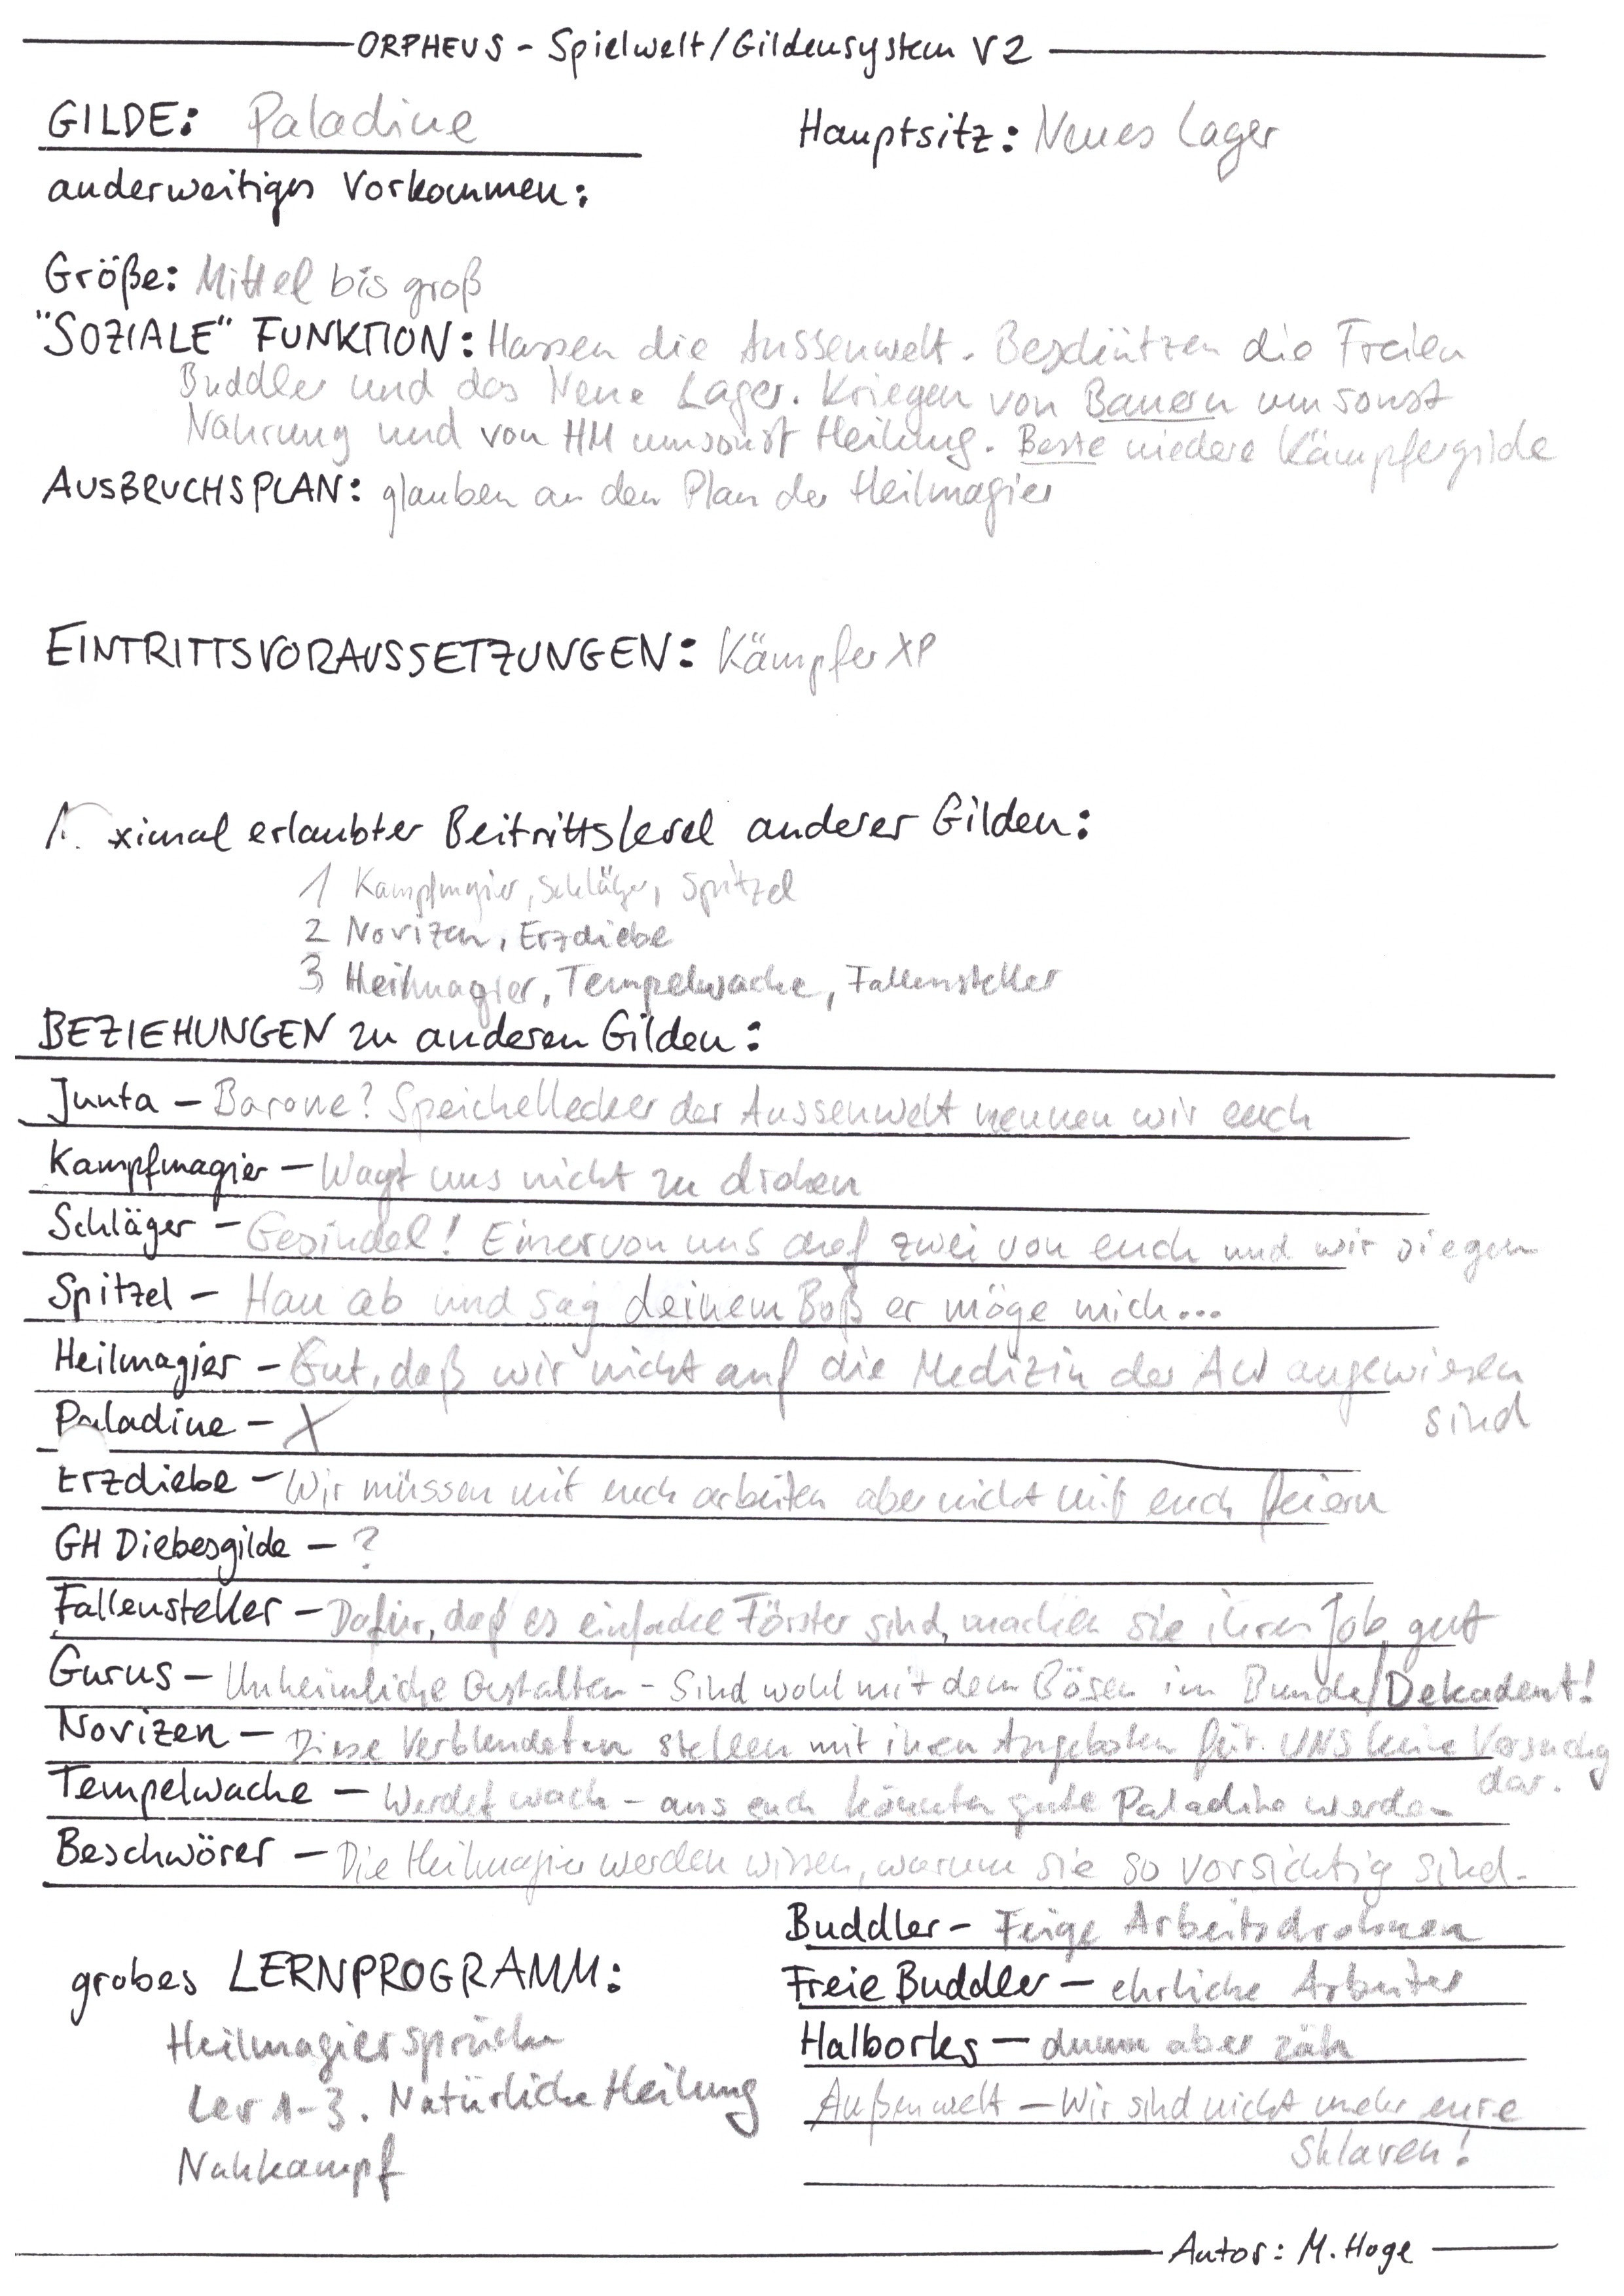 ORPHEUS - Spielwelt/Gildensystem V2
GILDE: Paladine Hauptsitz: Neues Lager
anderweitiges Vorkommen:
Größe: Mittel bis groß
"SOZIALE" FUNKTION: Hassen die Aussenwelt. Beschützen die Freien
Buddler und das Neue Lager. Kriegen von Bauern umsonst
Nahrung und von HM umsonst Heilung. Beste niedere Kämpfergilde
AUSBRUCHSPLAN: glauben an den Plan der Heilmagier
EINTRITTSVORAUSSETZUNGEN: Kämpfer XP
ximal erlaubter Beitrittslevel anderer Gilden:
1 Kampfmagier, Schläger, Spitzel
2 Novizen, Erzdiebe
3 Heilmagier, Tempelwache, Fallensteller
BEZIEHUNGEN zu anderen Gilden:
Junta - Barone? Speichellecker der Aussenwelt nennen wir euch
Kampfmagier - Wagt uns nicht zu drohen
Schläger - Gesindel! Einer von uns auf zwei von euch und wir siegen
Spitzel - Hau ab und sag deinem Boß er möge mich...
Heilmagier - Gut, daß wir nicht auf die Medizin der AW angewiesen
sind
Paladine - X
Erzdiebe - Wir müssen mit euch arbeiten aber nicht mit euch feiern
GH Diebesgilde - ?
Fallensteller - Dafür, daß es einfache Förster sind, machen sie ihren Job gut
Gurus - Unheimliche Gestalten - Sind wohl mit dem Bösen im Bunde/Dekadent!
Novizen - Diese Verblendeten stellen mit ihren Angeboten für UNS keine Versuchg
dar.
Tempelwache - Werdet wach - aus euch könnten gute Paladine werden
Beschwörer - Die Heilmagier werden wissen, warum sie so vorsichtig sind.
Buddler - Feige Arbeitsdrohnen
Freie Buddler - ehrliche Arbeiter
Halborks - dumm aber zäh
Außenwelt - Wir sind nicht mehr eure
Sklaven!
grobes LERNPROGRAMM:
Heilmagiersprüche
Lev 1-3. Natürliche Heilung
Nahkampf
Autor: M. Hoge